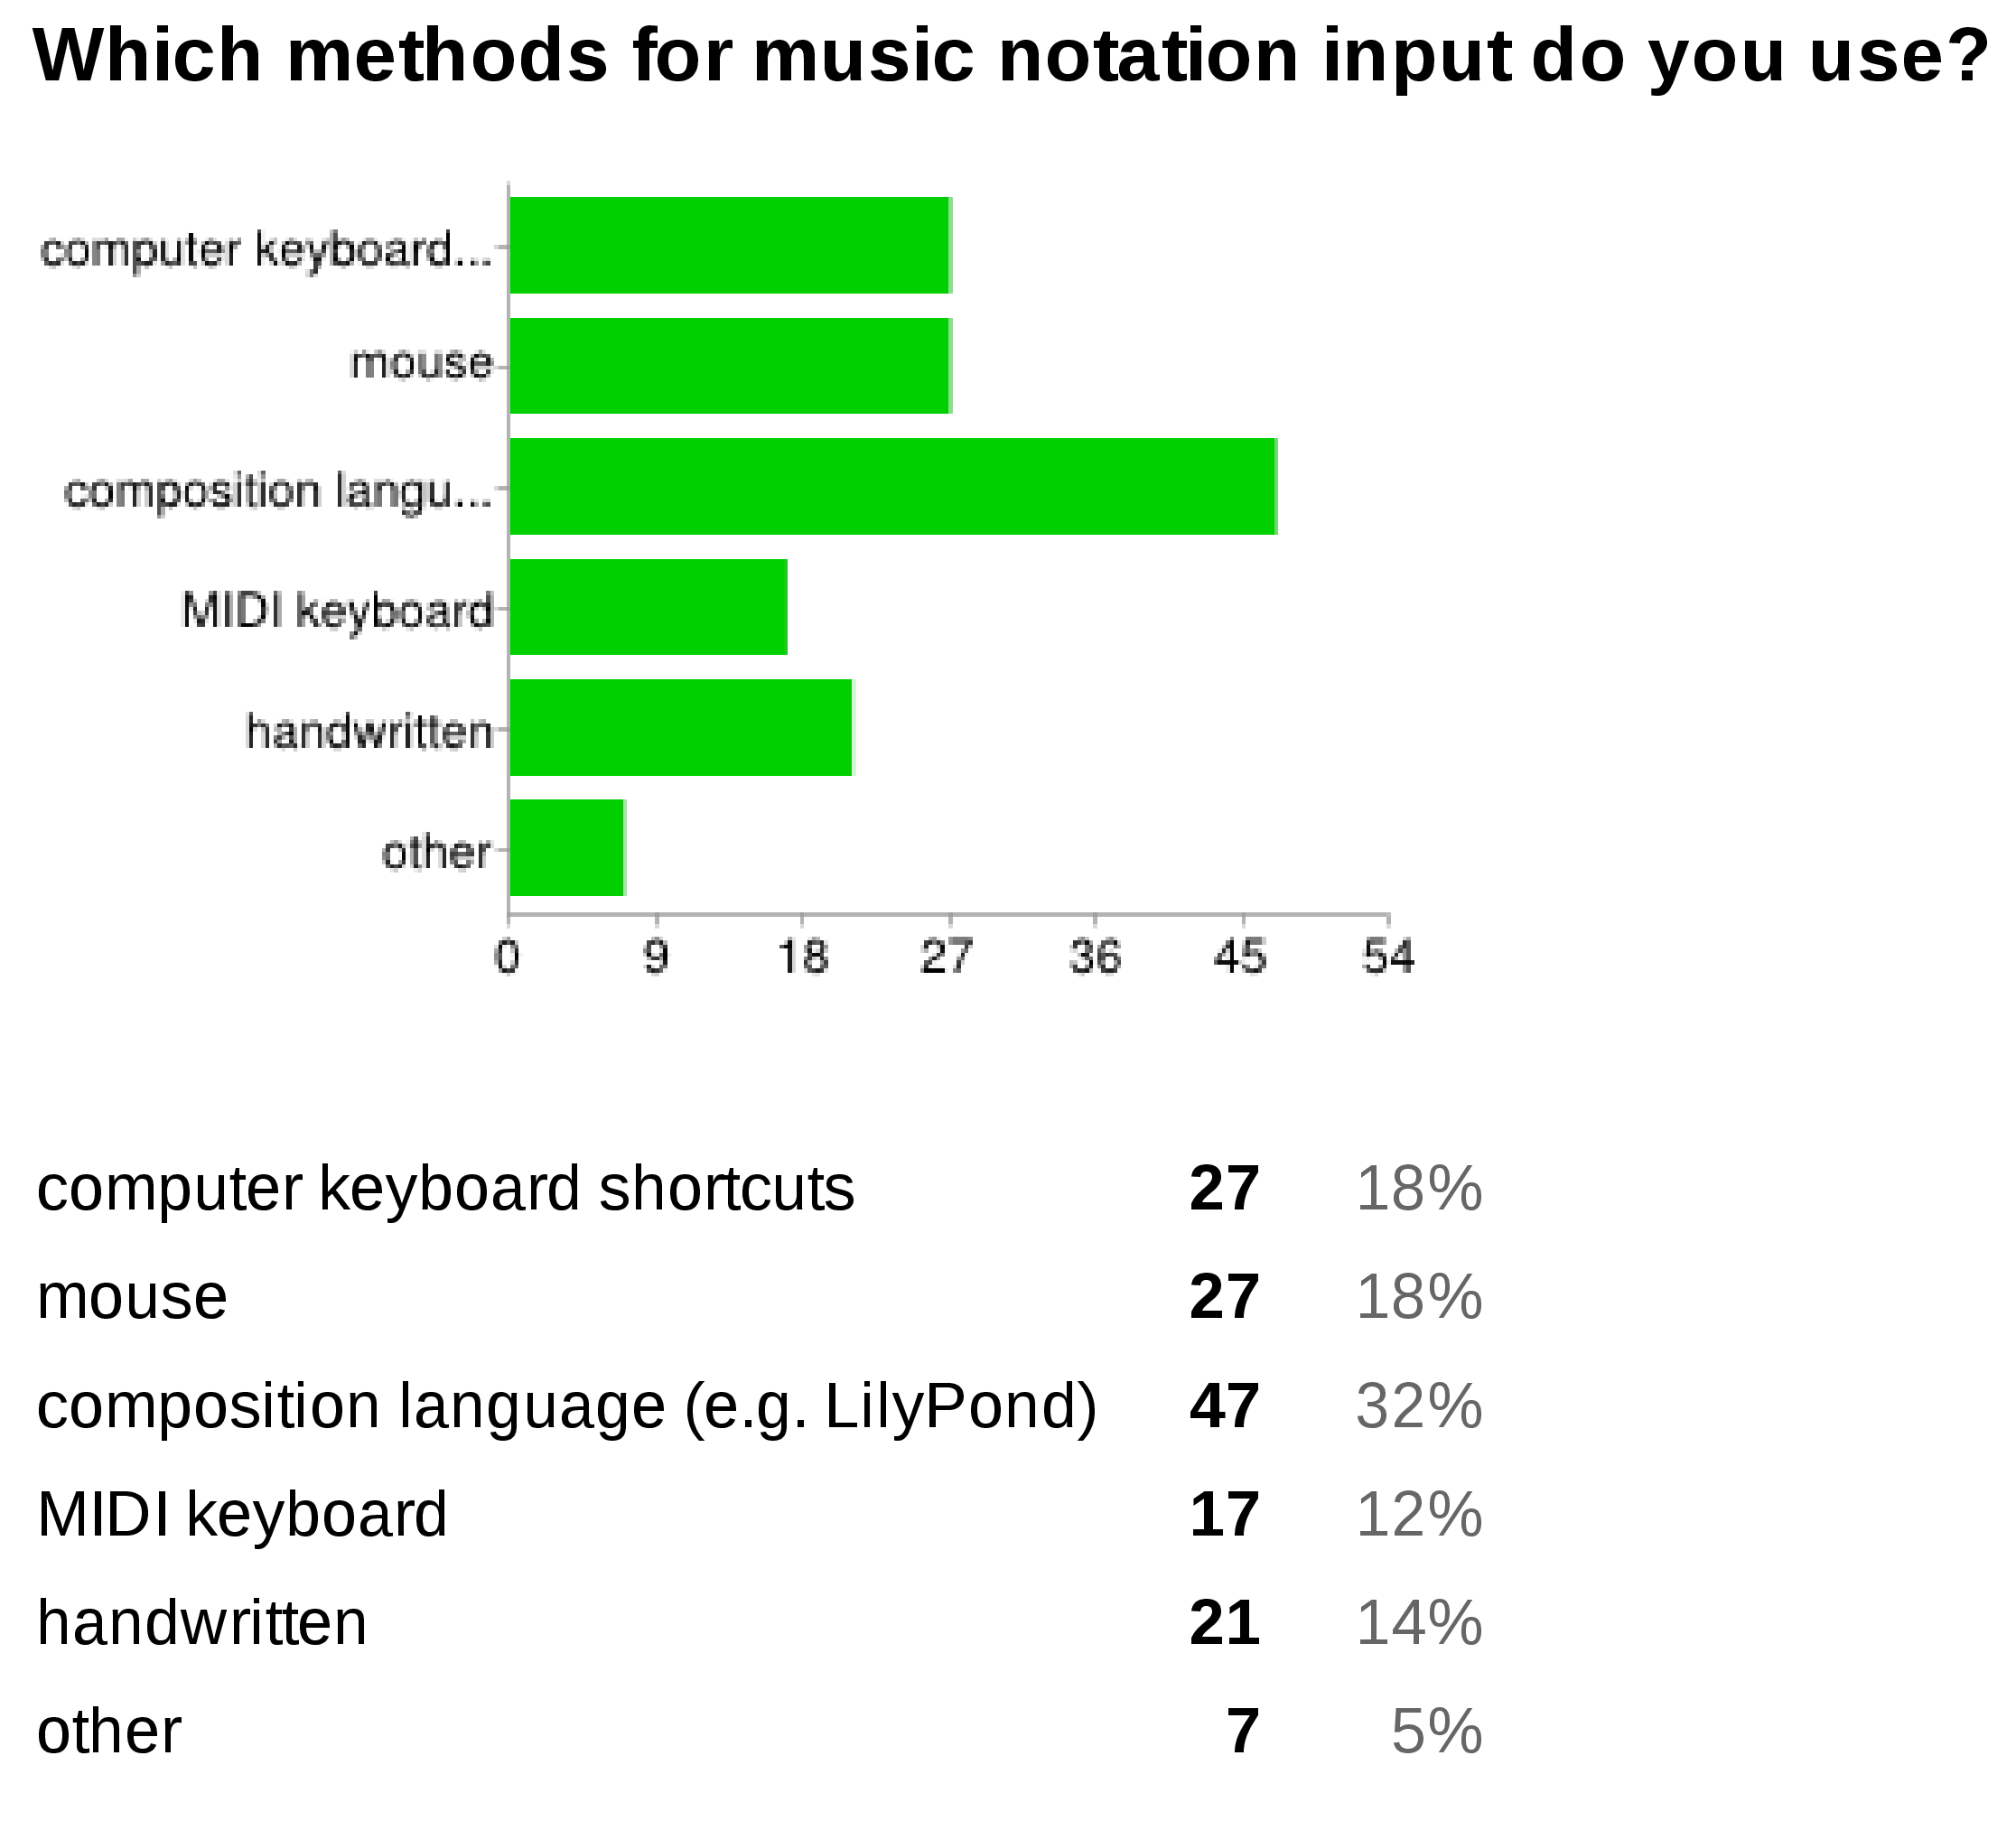 Which methods for music notation input do you use?
computer keyboard...
mouse
composition langu...
MIDI keyboard
handwritten
other
0 9 18 27 36 45 54
computer keyboard shortcuts 27 18%
mouse 27 18%
composition language (e.g. LilyPond) 47 32%
MIDI keyboard 17 12%
handwritten 21 14%
other 7 5%